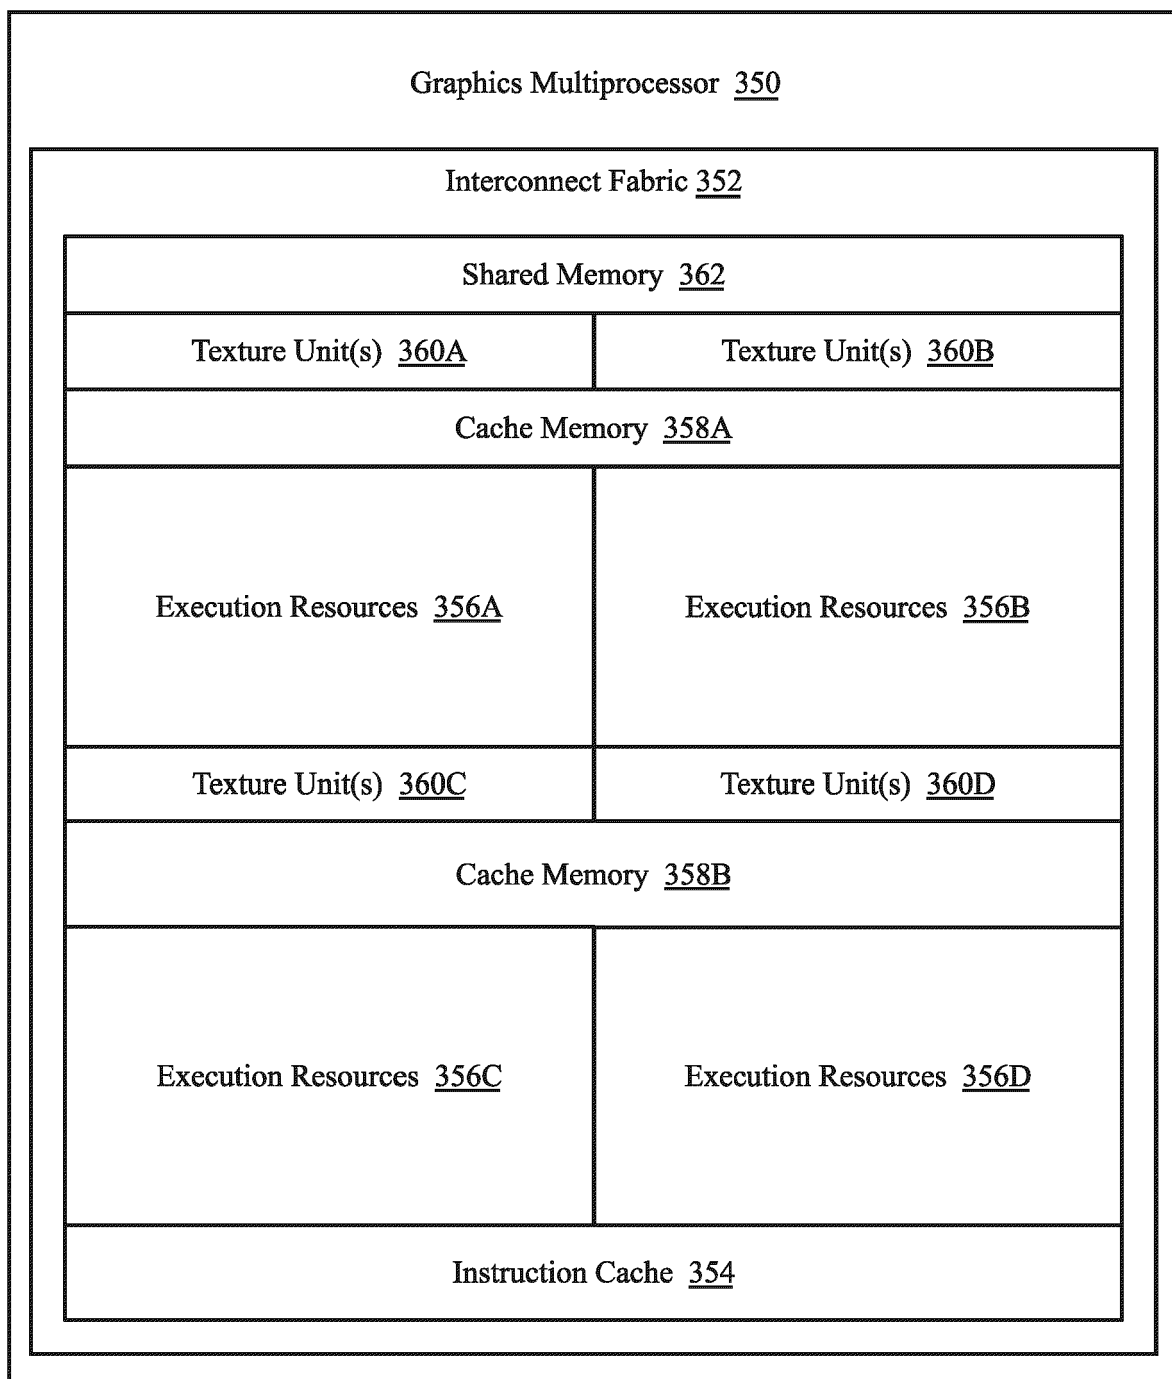 Graphics Multiprocessor 350
Interconnect Fabric 352
Shared Memory 362
Texture Unit(s) 360A
Texture Unit(s) 360B
Cache Memory 358A
Execution Resources 356A
Execution Resources 356B
Texture Unit(s) 360C
Texture Unit(s) 360D
Cache Memory 358B
Execution Resources 356C
Execution Resources 356D
Instruction Cache 354